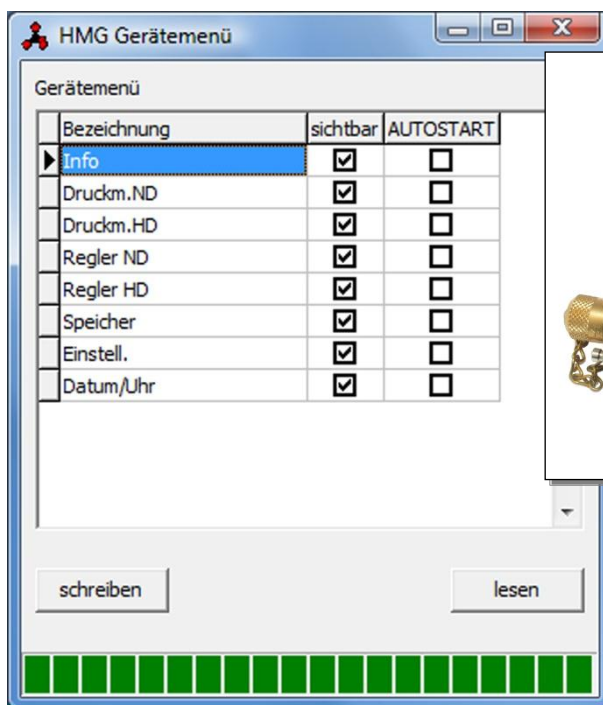 HMG Gerätemenü
Gerätemenü
Bezeichnung sichtbar AUTOSTART
Info
Druckm.ND
Druckm.HD
Regler ND
Regler HD
Speicher
Einstell.
Datum/Uhr
schreiben lesen